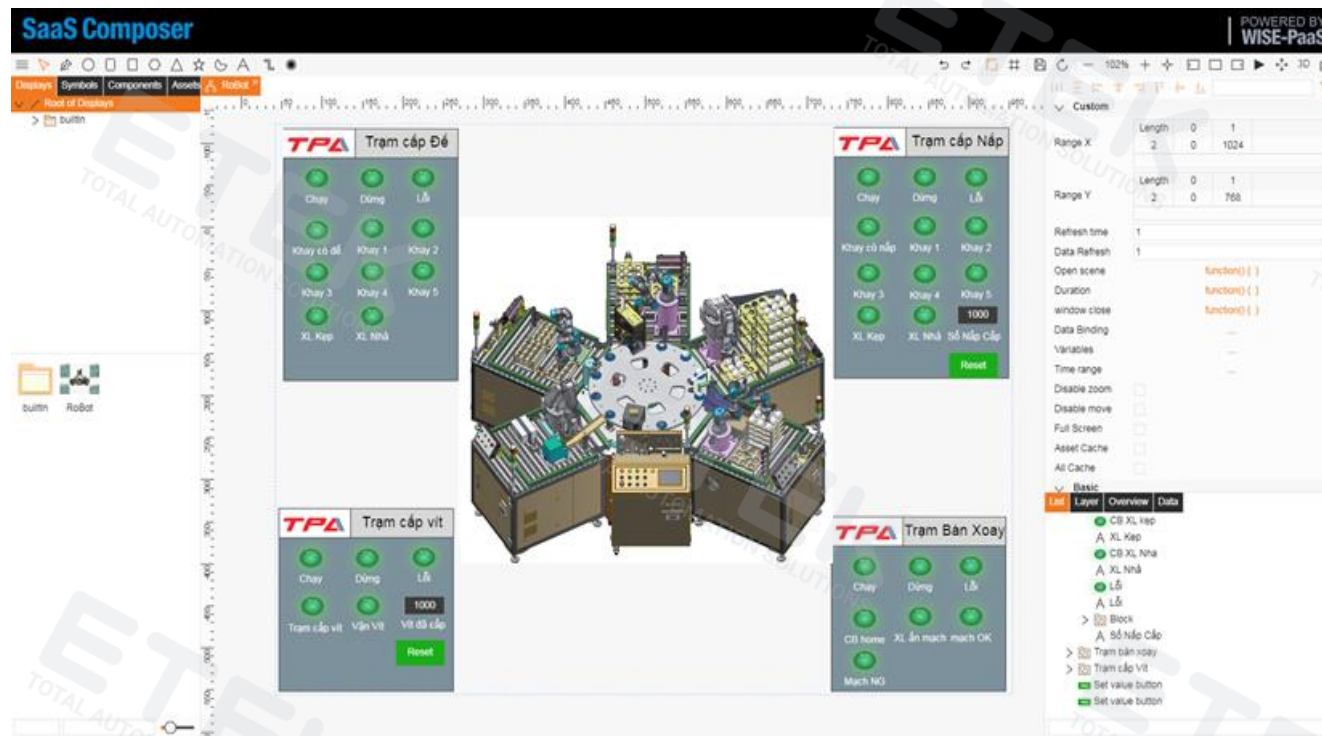 SaaS Composer
POWERED BY
WISE-PaaS
102%
3D
Displays Symbols Components Assets RoBot
Root of Displays
builtin
builtin RoBot
TPA Trạm cấp Đế
Chạy Dừng Lỗi
Khay có đế Khay 1 Khay 2
Khay 3 Khay 4 Khay 5
XL Kẹp XL Nhả
TPA Trạm cấp Nắp
Chạy Dừng Lỗi
Khay có nắp Khay 1 Khay 2
Khay 3 Khay 4 Khay 5
1000
XL Kẹp XL Nhả Số Nắp Cấp
Reset
TPA Trạm cấp vít
Chạy Dừng Lỗi
1000
Trạm cấp vít Vặn Vít Vít đã cấp
Reset
TPA Trạm Bàn Xoay
Chạy Dừng Lỗi
CB home XL ấn mạch mạch OK
Mạch NG
Custom
Length 0 1
Range X 2 0 1024
Length 0 1
Range Y 2 0 768
Refresh time 1
Data Refresh 1
Open scene function() { }
Duration function() { }
window close function() { }
Data Binding ...
Variables ...
Time range ...
Disable zoom
Disable move
Full Screen
Asset Cache
All Cache
Basic
List Layer Overview Data
CB XL kẹp
XL Kẹp
CB XL Nha
XL Nhả
Lỗi
Lỗi
Block
Số Nắp Cấp
Trạm bàn xoay
Trạm cấp Vít
Set value button
Set value button
ETEK
TOTAL AUTOMATION SOLUTIONS